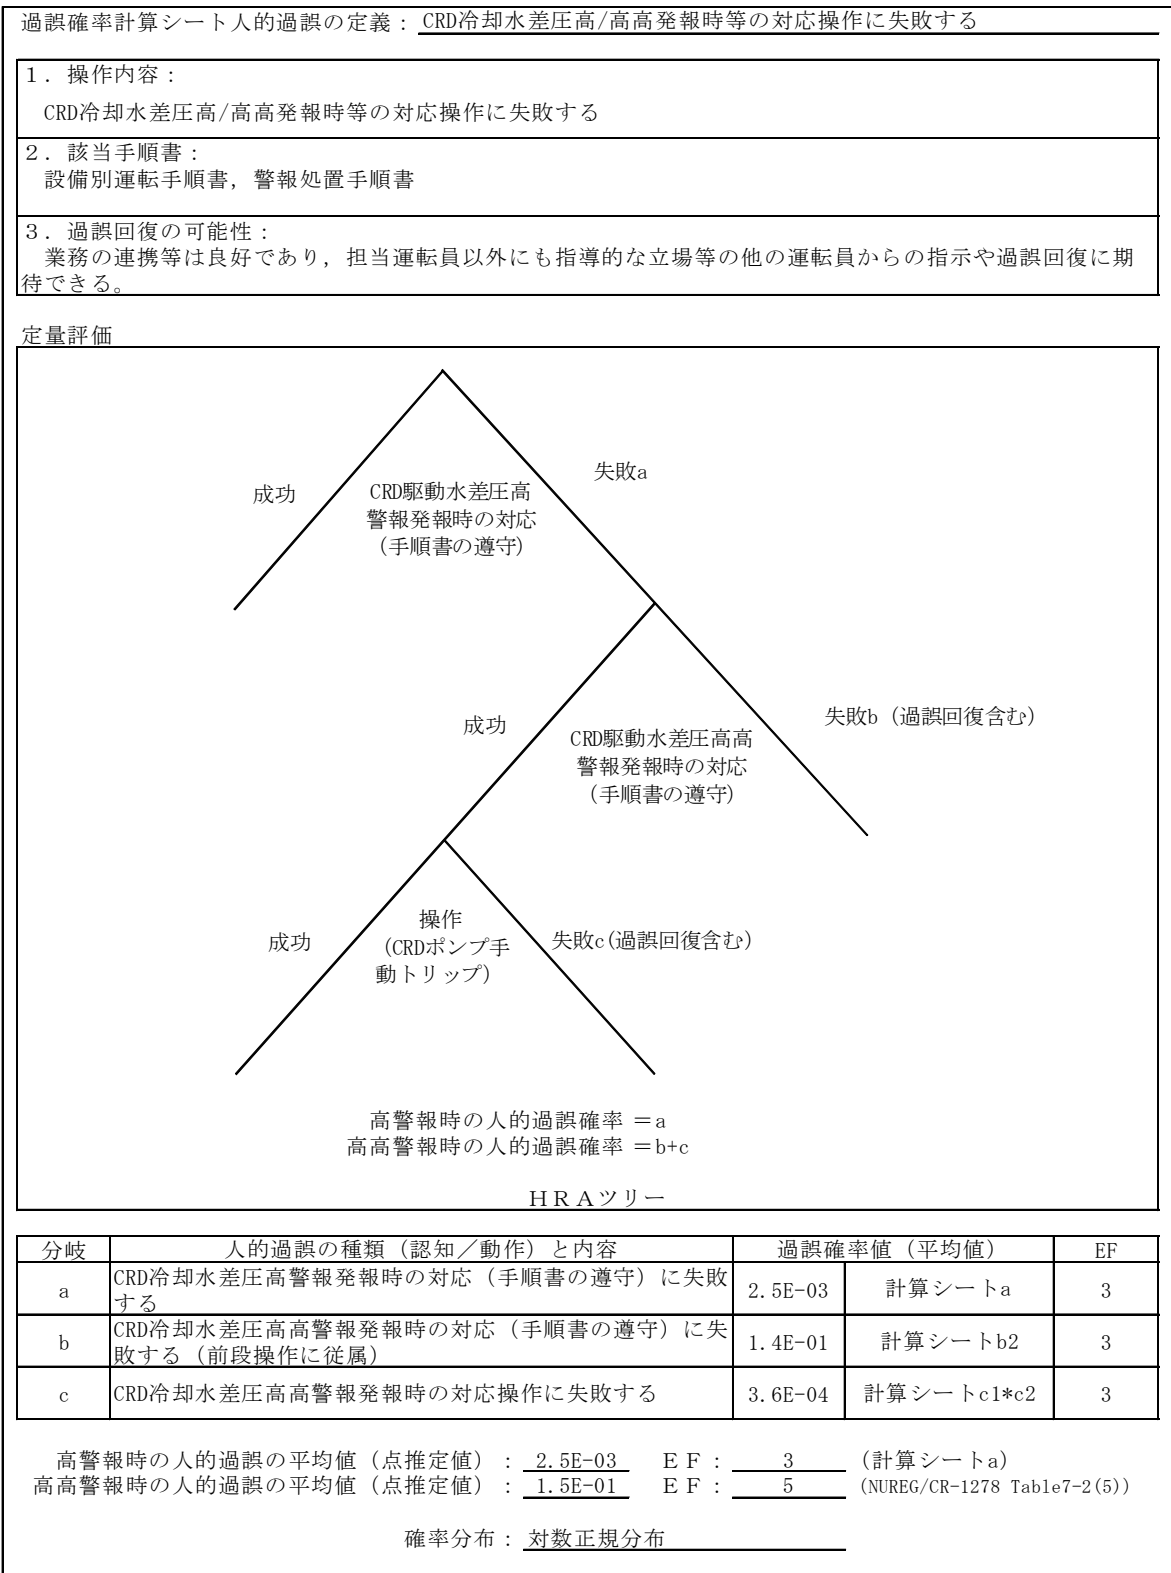 過誤確率計算シート人的過誤の定義：CRD冷却水差圧高/高高発報時等の対応操作に失敗する
1．操作内容：
CRD冷却水差圧高/高高発報時等の対応操作に失敗する
2．該当手順書：
設備別運転手順書，警報処置手順書
3．過誤回復の可能性：
業務の連携等は良好であり，担当運転員以外にも指導的な立場等の他の運転員からの指示や過誤回復に期
待できる。
定量評価
失敗a
成功
CRD駆動水差圧高
警報発報時の対応
（手順書の遵守）
失敗b（過誤回復含む）
成功
CRD駆動水差圧高高
警報発報時の対応
（手順書の遵守）
操作
（CRDポンプ手
動トリップ）
成功
失敗c(過誤回復含む）
高警報時の人的過誤確率 ＝a
高高警報時の人的過誤確率 ＝b+c
ＨＲＡツリー
分岐 人的過誤の種類（認知／動作）と内容 過誤確率値（平均値） EF
a CRD冷却水差圧高警報発報時の対応（手順書の遵守）に失敗
する 2.5E-03 計算シートa 3
b CRD冷却水差圧高高警報発報時の対応（手順書の遵守）に失
敗する（前段操作に従属） 1.4E-01 計算シートb2 3
c CRD冷却水差圧高高警報発報時の対応操作に失敗する 3.6E-04 計算シートc1*c2 3
高警報時の人的過誤の平均値（点推定値）：2.5E-03 ＥＦ：3 (計算シートa)
高高警報時の人的過誤の平均値（点推定値）：1.5E-01 ＥＦ：5 (NUREG/CR-1278 Table7-2(5))
確率分布：対数正規分布